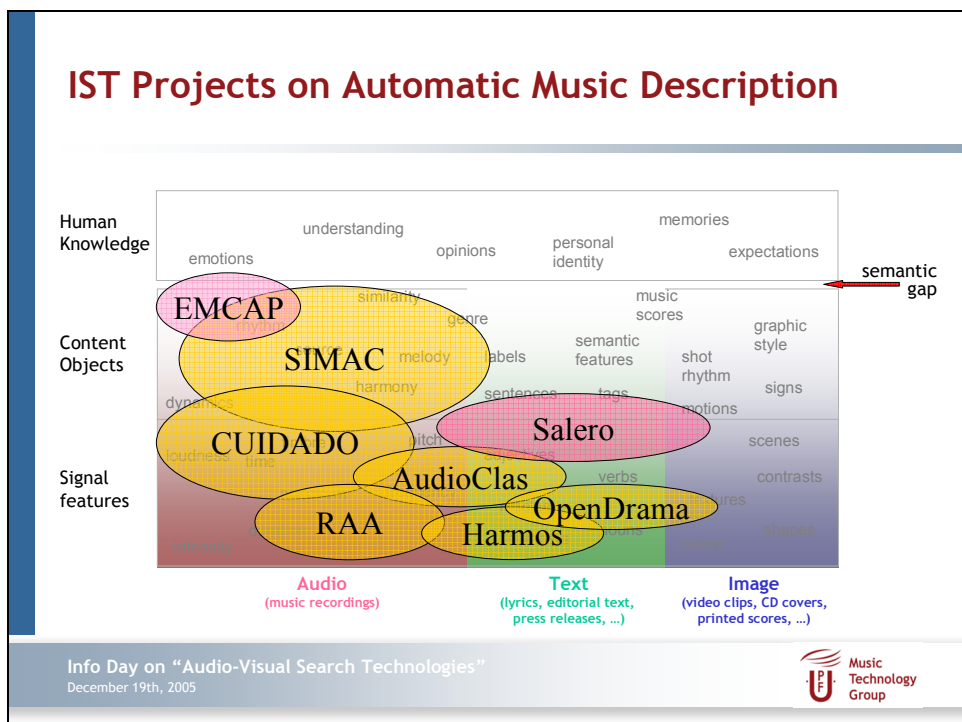 IST Projects on Automatic Music Description
Human
Knowledge
understanding
memories
emotions
opinions
personal
identity
expectations
semantic
gap
EMCAP
similarity
music
scores
rhythm
genre
graphic
style
Content
Objects
SIMAC
melody
labels
semantic
features
shot
rhythm
harmony
signs
dynamics
sentences
tags
motions
CUIDADO
pitch
Salero
scenes
loudness
time
adjectives
Signal
features
AudioClas
verbs
contrasts
RAA
OpenDrama
Harmos
nouns
Audio
(music recordings)
Text
(lyrics, editorial text,
press releases, …)
Image
(video clips, CD covers,
printed scores, …)
Info Day on “Audio-Visual Search Technologies”
December 19th, 2005
UPF
Music
Technology
Group